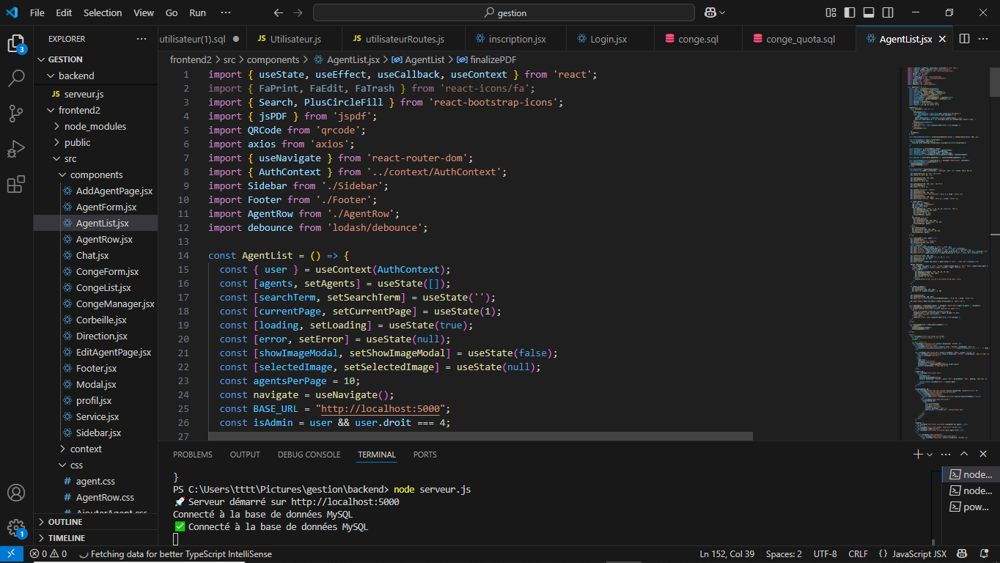 File Edit Selection View Go Run ··· gestion
EXPLORER ···
utilisateur(1).sql JS Utilisateur.js JS utilisateurRoutes.js inscription.jsx Login.jsx conge.sql conge_quota.sql AgentList.jsx ···
3
GESTION
backend
JS serveur.js
frontend2
node_modules
public
src
components
AddAgentPage.jsx
AgentForm.jsx
AgentList.jsx
AgentRow.jsx
Chat.jsx
CongeForm.jsx
CongeList.jsx
CongeManager.jsx
Corbeille.jsx
Direction.jsx
EditAgentPage.jsx
Footer.jsx
Modal.jsx
profil.jsx
Service.jsx
Sidebar.jsx
context
css
# agent.css
# AgentRow.css
# AjouterAgent.css
OUTLINE
TIMELINE
1
frontend2 > src > components > AgentList.jsx > AgentList > finalizePDF
1 import { useState, useEffect, useCallback, useContext } from 'react';
2 import { FaPrint, FaEdit, FaTrash } from 'react-icons/fa';
3 import { Search, PlusCircleFill } from 'react-bootstrap-icons';
4 import { jsPDF } from 'jspdf';
5 import QRCode from 'qrcode';
6 import axios from 'axios';
7 import { useNavigate } from 'react-router-dom';
8 import { AuthContext } from '../context/AuthContext';
9 import Sidebar from './Sidebar';
10 import Footer from './Footer';
11 import AgentRow from './AgentRow';
12 import debounce from 'lodash/debounce';
13
14 const AgentList = () => {
15 const { user } = useContext(AuthContext);
16 const [agents, setAgents] = useState([]);
17 const [searchTerm, setSearchTerm] = useState('');
18 const [currentPage, setCurrentPage] = useState(1);
19 const [loading, setLoading] = useState(true);
20 const [error, setError] = useState(null);
21 const [showImageModal, setShowImageModal] = useState(false);
22 const [selectedImage, setSelectedImage] = useState(null);
23 const agentsPerPage = 10;
24 const navigate = useNavigate();
25 const BASE_URL = "http://localhost:5000";
26 const isAdmin = user && user.droit === 4;
27
PROBLEMS OUTPUT DEBUG CONSOLE TERMINAL PORTS ···
}
PS C:\Users\tttt\Pictures\gestion\backend> node serveur.js
🚀 Serveur démarré sur http://localhost:5000
Connecté à la base de données MySQL
✅ Connecté à la base de données MySQL
node...
node...
pow...
0 0 Fetching data for better TypeScript IntelliSense Ln 152, Col 39 Spaces: 2 UTF-8 CRLF {} JavaScript JSX